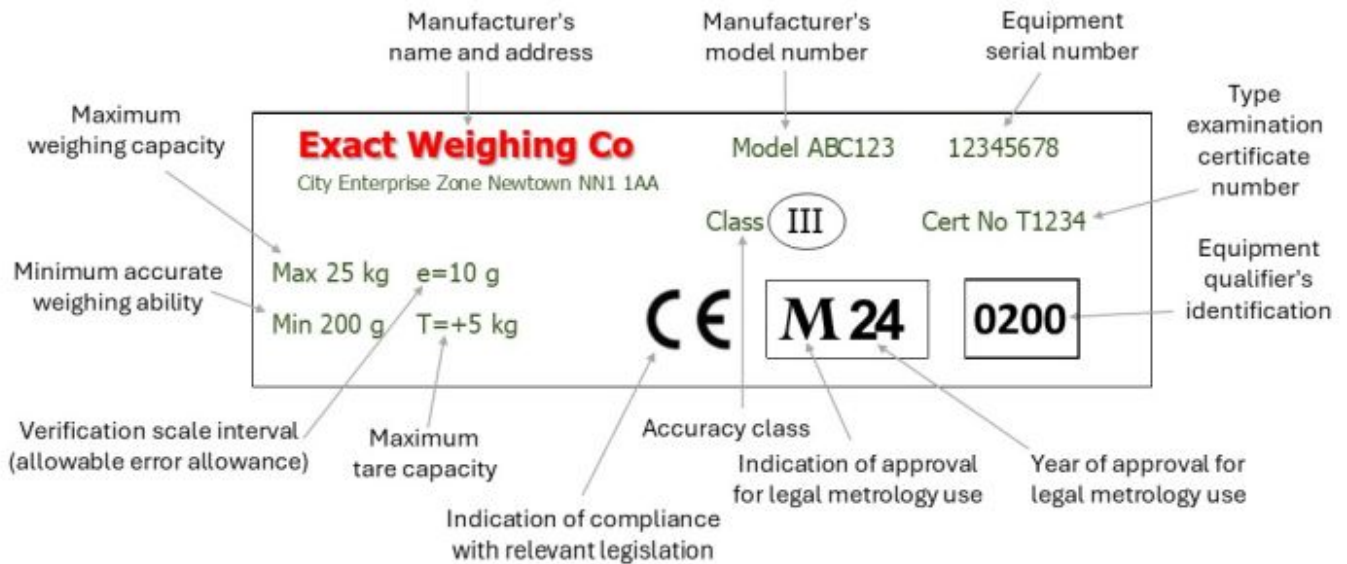 Manufacturer's
name and address
Manufacturer's
model number
Equipment
serial number
Maximum
weighing capacity
Type
examination
certificate
number
Exact Weighing Co
Model ABC123
12345678
City Enterprise Zone Newtown NN1 1AA
Class III
Cert No T1234
Minimum accurate
weighing ability
Max 25 kg e=10 g
Min 200 g T=+5 kg
CE
M 24
0200
Equipment
qualifier's
identification
Verification scale interval
(allowable error allowance)
Maximum
tare capacity
Accuracy class
Indication of compliance
with relevant legislation
Indication of approval
for legal metrology use
Year of approval for
legal metrology use